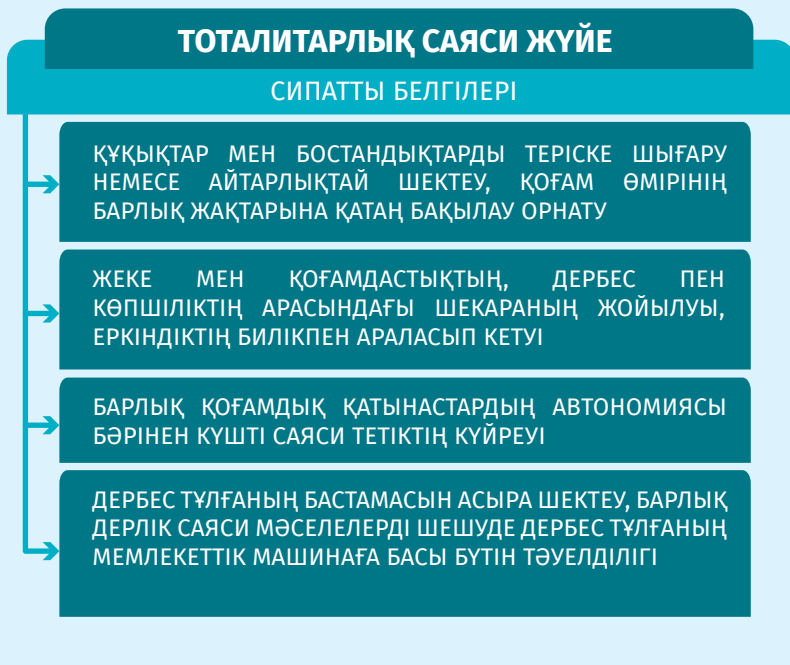 ТОТАЛИТАРЛЫҚ САЯСИ ЖҮЙЕ
СИПАТТЫ БЕЛГІЛЕРІ
ҚҰҚЫҚТАР МЕН БОСТАНДЫҚТАРДЫ ТЕРІСКЕ ШЫҒАРУ
НЕМЕСЕ АЙТАРЛЫҚТАЙ ШЕКТЕУ, ҚОҒАМ ӨМІРІНІҢ
БАРЛЫҚ ЖАҚТАРЫНА ҚАТАҢ БАҚЫЛАУ ОРНАТУ
ЖЕКЕ МЕН ҚОҒАМДАСТЫҚТЫҢ, ДЕРБЕС ПЕН
КӨПШІЛІКТІҢ АРАСЫНДАҒЫ ШЕКАРАНЫҢ ЖОЙЫЛУЫ,
ЕРКІНДІКТІҢ БИЛІКПЕН АРАЛАСЫП КЕТУІ
БАРЛЫҚ ҚОҒАМДЫҚ ҚАТЫНАСТАРДЫҢ АВТОНОМИЯСЫ
БӘРІНЕН КҮШТІ САЯСИ ТЕТІКТІҢ КҮЙРЕУІ
ДЕРБЕС ТҰЛҒАНЫҢ БАСТАМАСЫН АСЫРА ШЕКТЕУ, БАРЛЫҚ
ДЕРЛІК САЯСИ МӘСЕЛЕЛЕРДІ ШЕШУДЕ ДЕРБЕС ТҰЛҒАНЫҢ
МЕМЛЕКЕТТІК МАШИНАҒА БАСЫ БҮТІН ТӘУЕЛДІЛІГІ